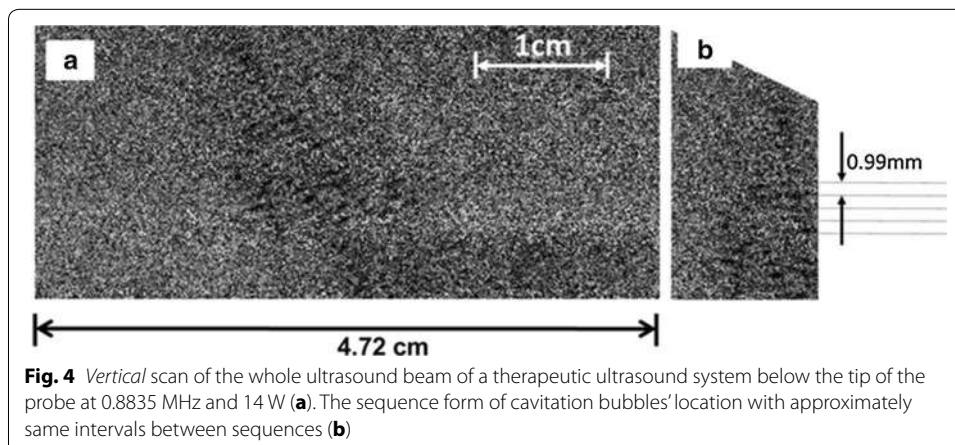 a
1cm
b
0.99mm
4.72 cm
Fig. 4 Vertical scan of the whole ultrasound beam of a therapeutic ultrasound system below the tip of the
probe at 0.8835 MHz and 14 W (a). The sequence form of cavitation bubbles' location with approximately
same intervals between sequences (b)